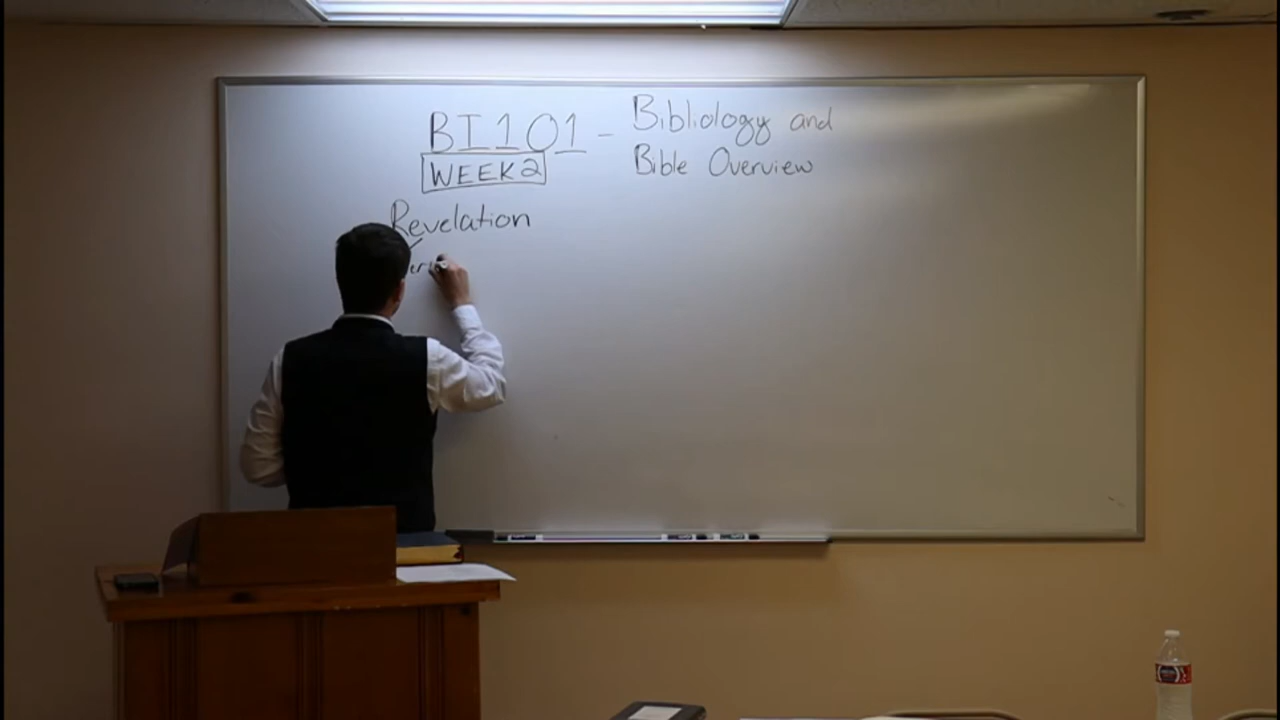 BI101 – Bibliology and
Bible Overview
WEEK2
Revelation